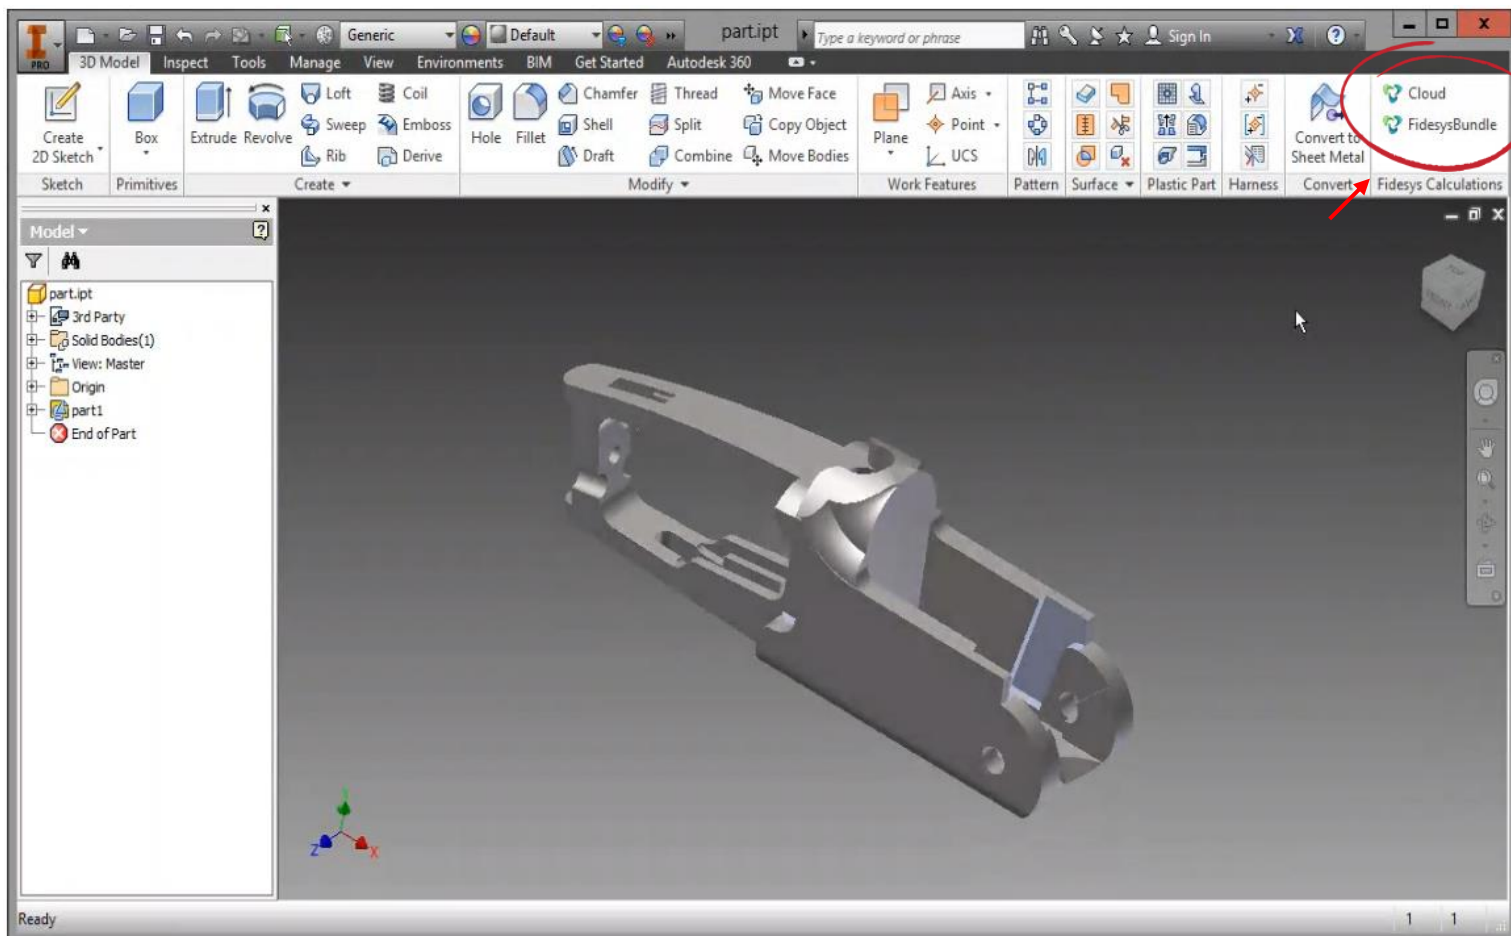 Generic
Default
part.ipt
Type a keyword or phrase
Sign In
PRO
3D Model Inspect Tools Manage View Environments BIM Get Started Autodesk 360
Create 2D Sketch
Box
Extrude Revolve
Loft
Sweep
Rib
Coil
Emboss
Derive
Hole Fillet
Chamfer
Shell
Draft
Thread
Split
Combine
Move Face
Copy Object
Move Bodies
Plane
Axis
Point
UCS
Convert to
Sheet Metal
Cloud
FidesysBundle
Sketch Primitives Create Modify Work Features Pattern Surface Plastic Part Harness Convert Fidesys Calculations
Model
part.ipt
3rd Party
Solid Bodies(1)
View: Master
Origin
part1
End of Part
TOP
Z X
Ready
1 1